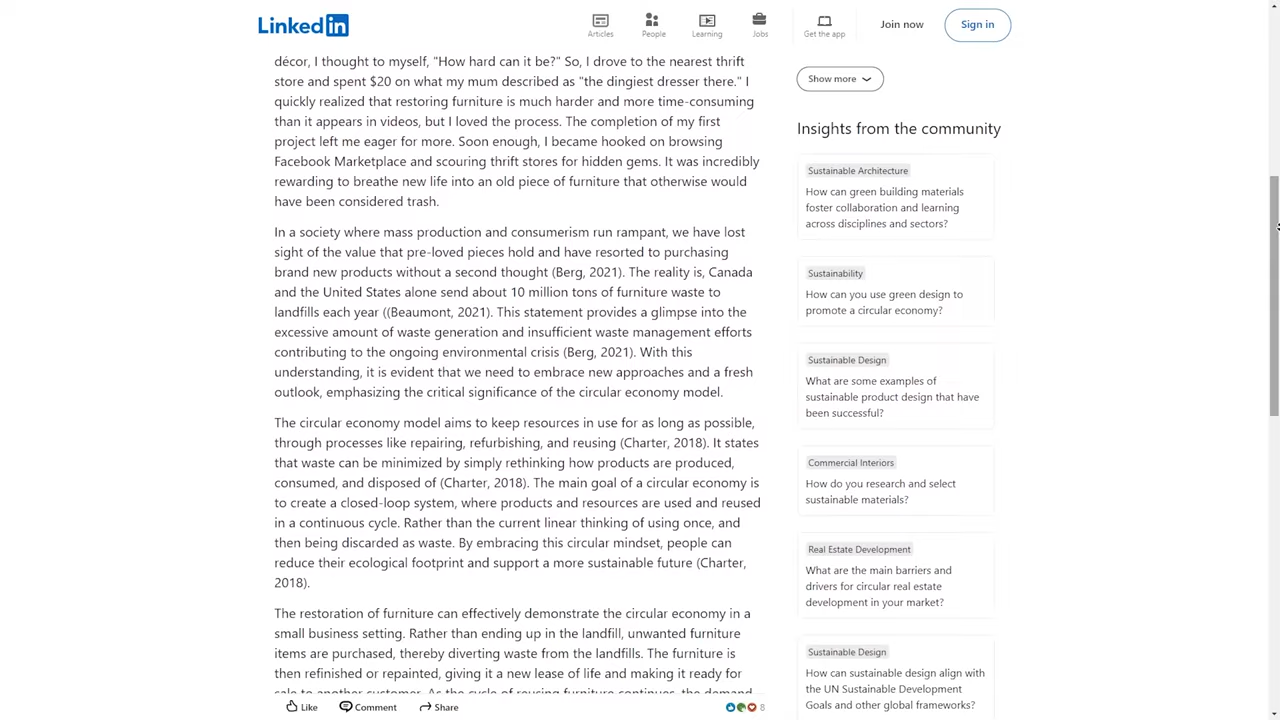 Linked in
Articles
People
Learning
Jobs
Get the app
Join now
Sign in
décor, I thought to myself, "How hard can it be?" So, I drove to the nearest thrift
store and spent $20 on what my mum described as "the dingiest dresser there." I
quickly realized that restoring furniture is much harder and more time-consuming
than it appears in videos, but I loved the process. The completion of my first
project left me eager for more. Soon enough, I became hooked on browsing
Facebook Marketplace and scouring thrift stores for hidden gems. It was incredibly
rewarding to breathe new life into an old piece of furniture that otherwise would
have been considered trash.
In a society where mass production and consumerism run rampant, we have lost
sight of the value that pre-loved pieces hold and have resorted to purchasing
brand new products without a second thought (Berg, 2021). The reality is, Canada
and the United States alone send about 10 million tons of furniture waste to
landfills each year ((Beaumont, 2021). This statement provides a glimpse into the
excessive amount of waste generation and insufficient waste management efforts
contributing to the ongoing environmental crisis (Berg, 2021). With this
understanding, it is evident that we need to embrace new approaches and a fresh
outlook, emphasizing the critical significance of the circular economy model.
The circular economy model aims to keep resources in use for as long as possible,
through processes like repairing, refurbishing, and reusing (Charter, 2018). It states
that waste can be minimized by simply rethinking how products are produced,
consumed, and disposed of (Charter, 2018). The main goal of a circular economy is
to create a closed-loop system, where products and resources are used and reused
in a continuous cycle. Rather than the current linear thinking of using once, and
then being discarded as waste. By embracing this circular mindset, people can
reduce their ecological footprint and support a more sustainable future (Charter,
2018).
The restoration of furniture can effectively demonstrate the circular economy in a
small business setting. Rather than ending up in the landfill, unwanted furniture
items are purchased, thereby diverting waste from the landfills. The furniture is
then refinished or repainted, giving it a new lease of life and making it ready for
sale to another customer. As the cycle of reusing furniture continues, the demand
Like
Comment
Share
8
Show more
Insights from the community
Sustainable Architecture
How can green building materials
foster collaboration and learning
across disciplines and sectors?
Sustainability
How can you use green design to
promote a circular economy?
Sustainable Design
What are some examples of
sustainable product design that have
been successful?
Commercial Interiors
How do you research and select
sustainable materials?
Real Estate Development
What are the main barriers and
drivers for circular real estate
development in your market?
Sustainable Design
How can sustainable design align with
the UN Sustainable Development
Goals and other global frameworks?